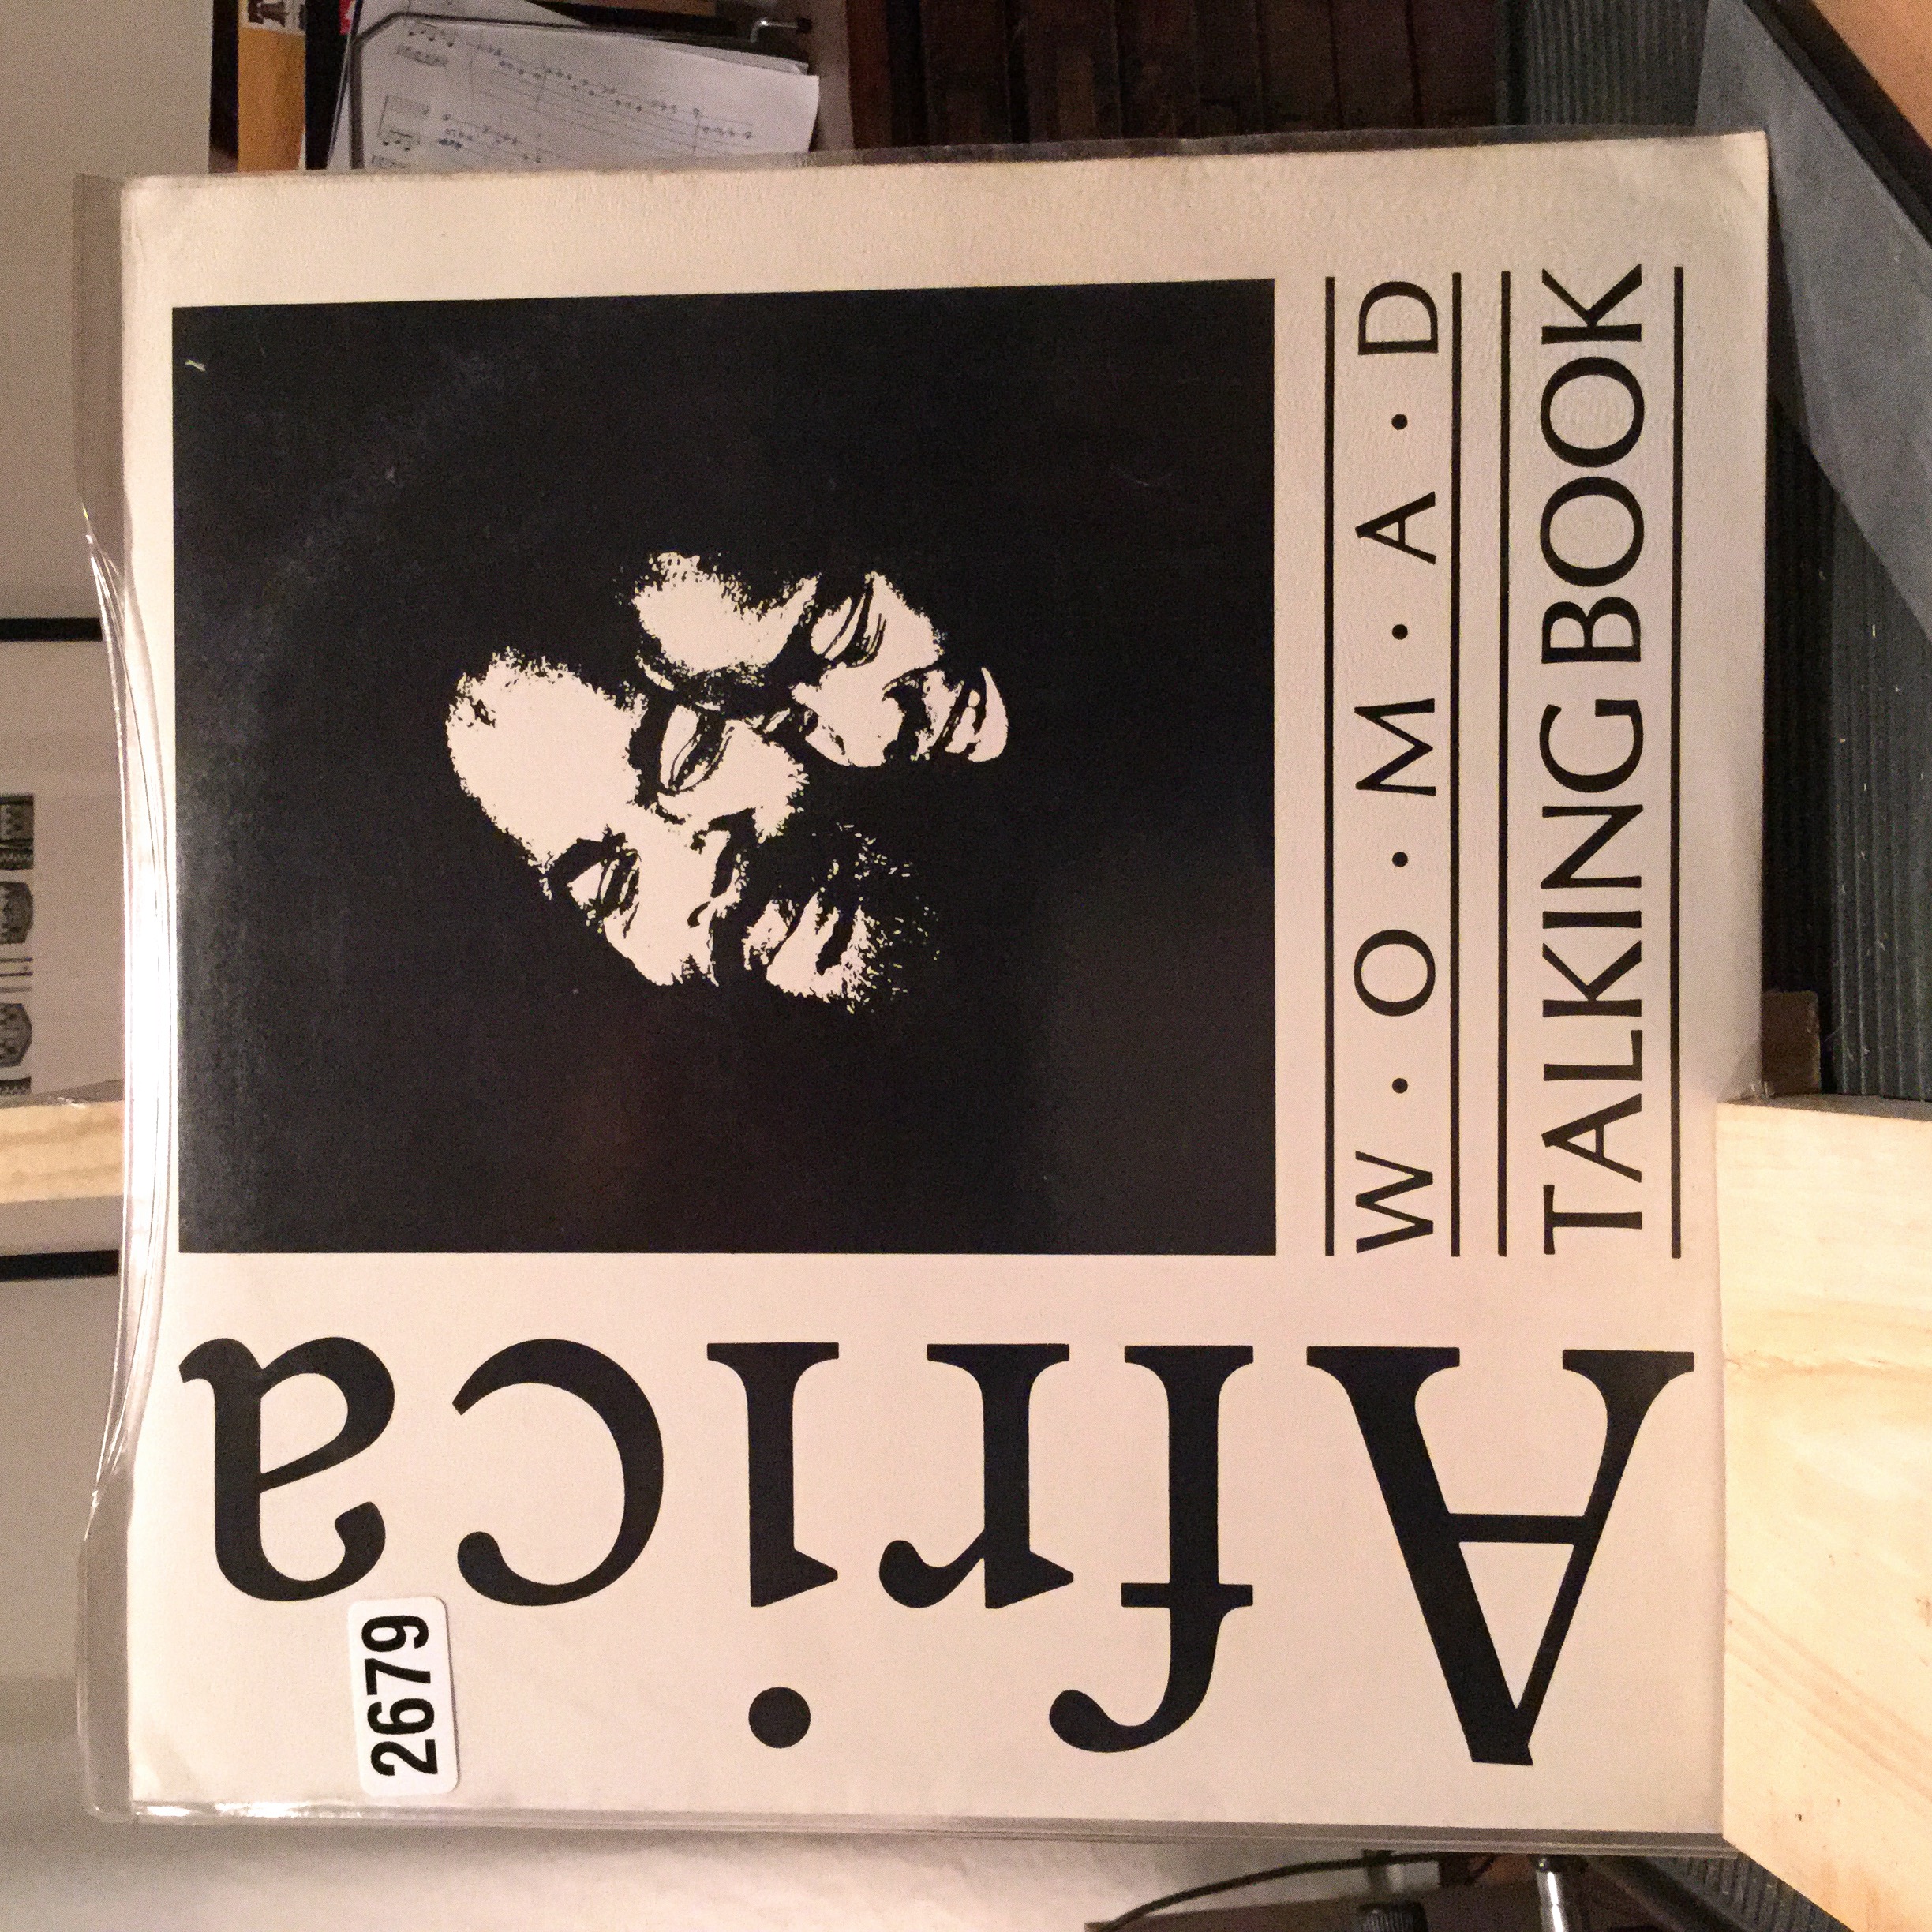 W·O·M·A·D
TALKING BOOK
Africa
2679